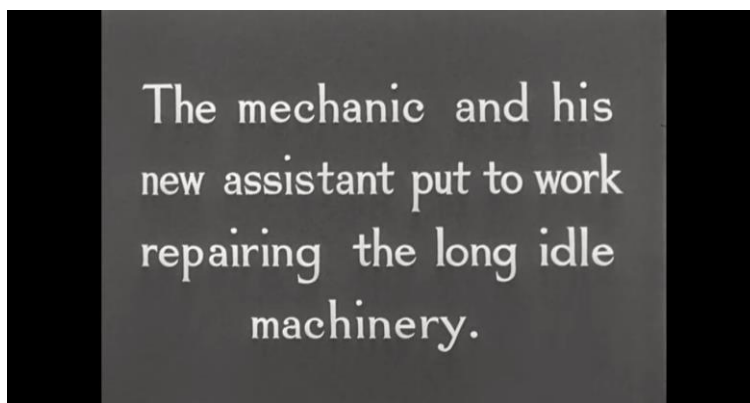 The mechanic and his
new assistant put to work
repairing the long idle
machinery.